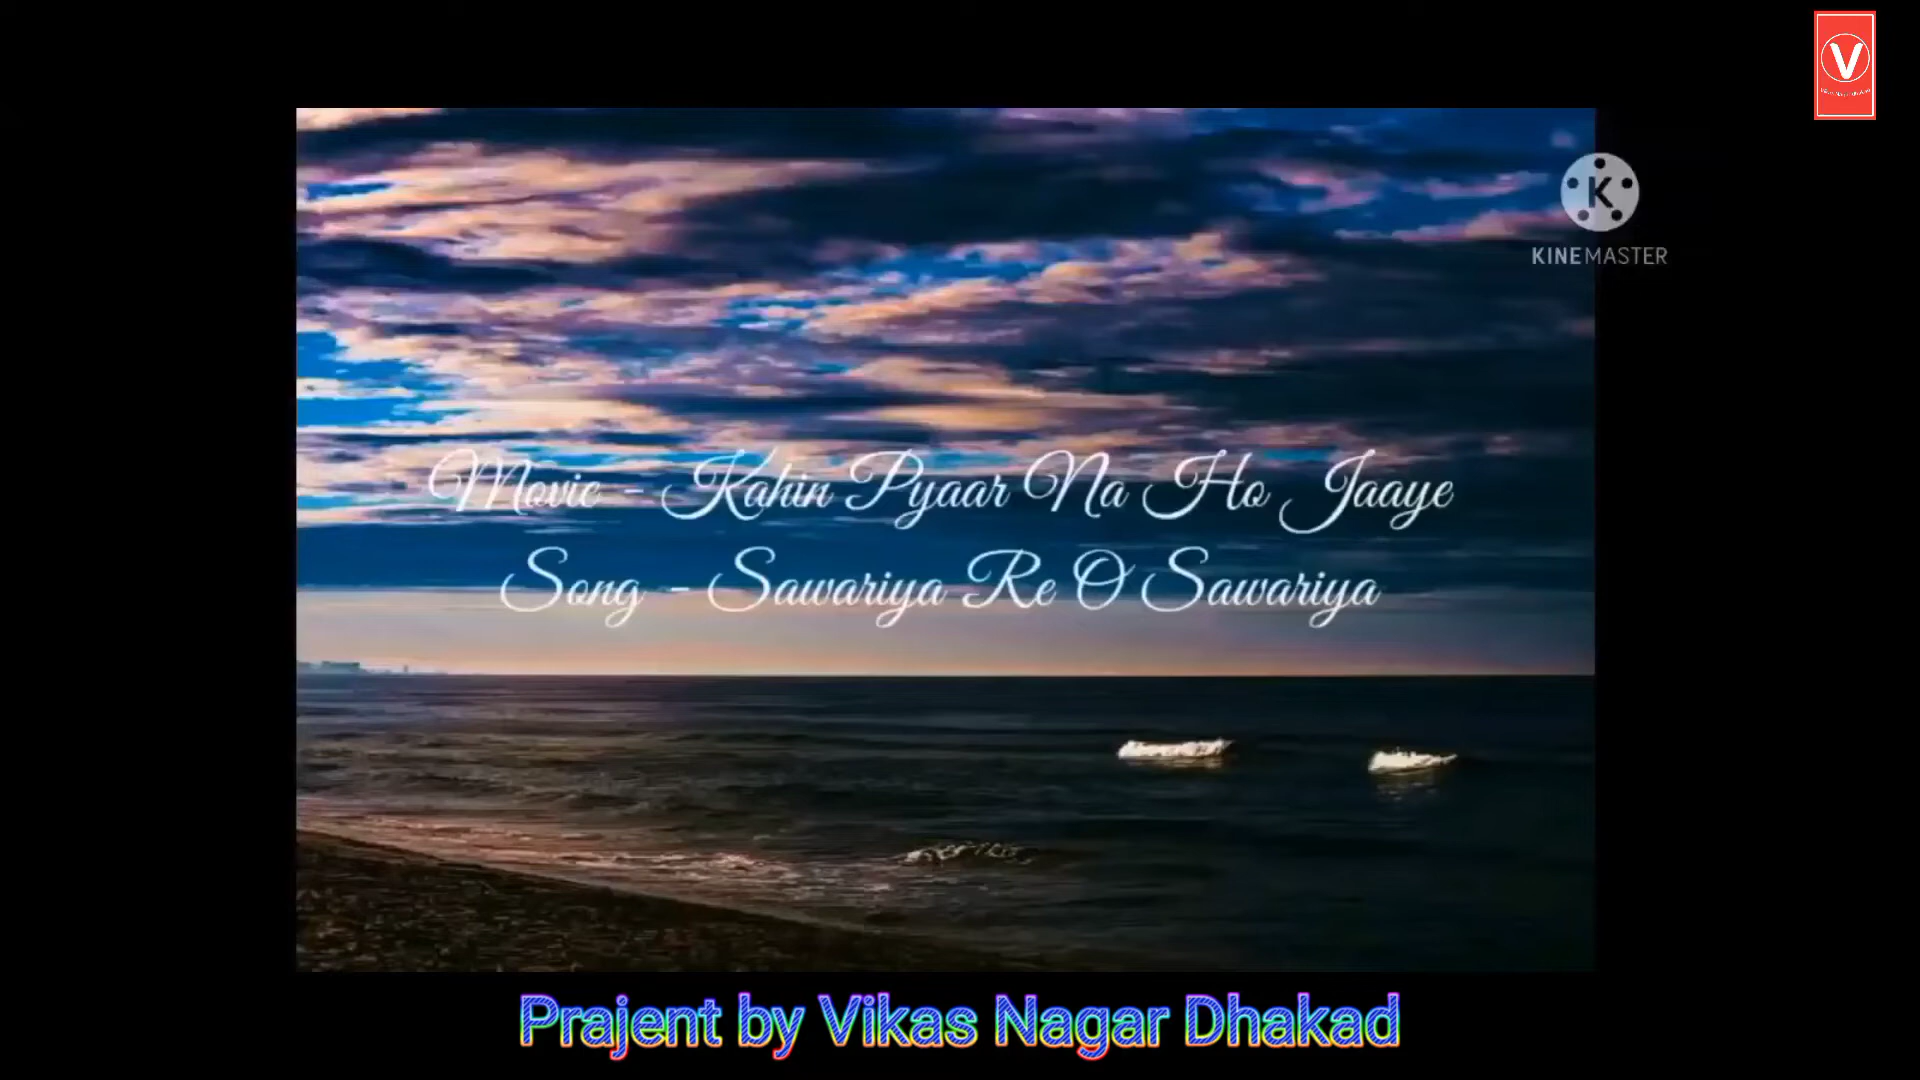 V
K
KINEMASTER
Movie - Kahin Pyaar Na Ho Jaaye
Song - Sawariya Re O Sawariya
Prajent by Vikas Nagar Dhakad